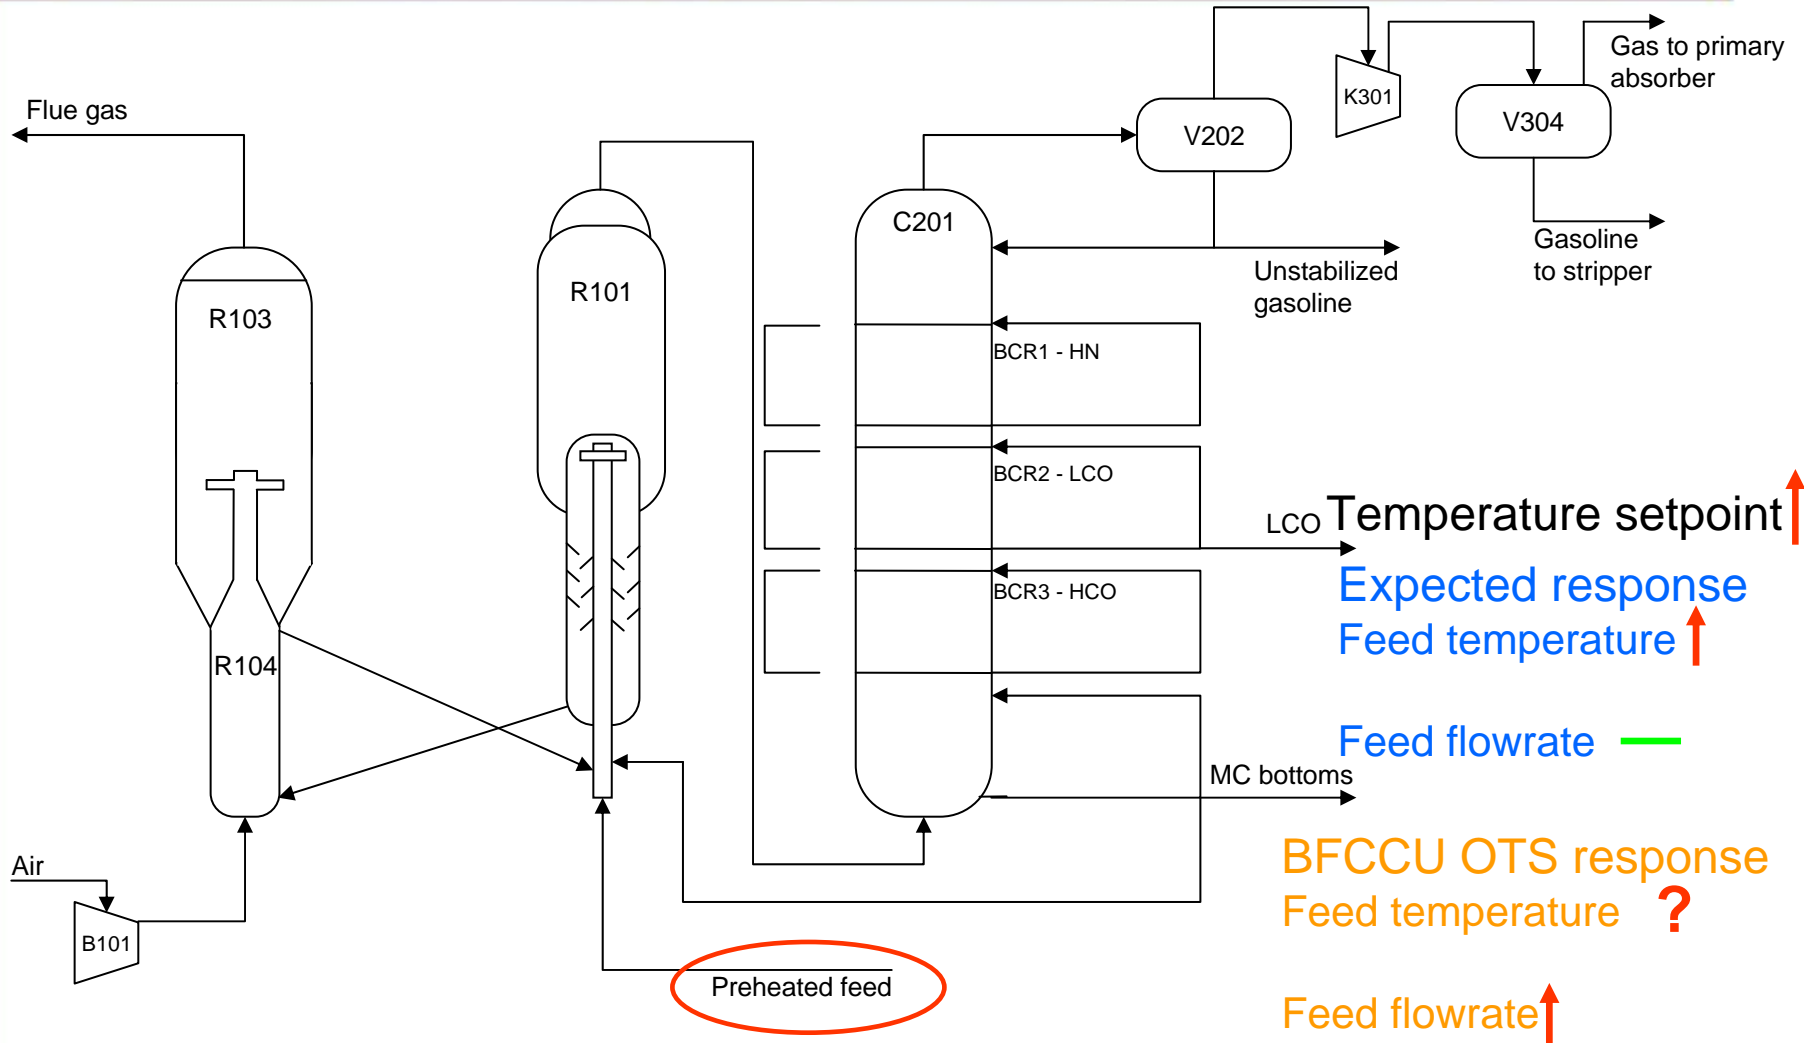 Gas to primary
absorber
K301
V304
V202
Flue gas
C201
Gasoline
to stripper
Unstabilized
gasoline
R101
R103
BCR1 - HN
BCR2 - LCO
LCO Temperature setpoint
Expected response
BCR3 - HCO
Feed temperature
R104
Feed flowrate
MC bottoms
Air
BFCCU OTS response
Feed temperature ?
B101
Preheated feed
Feed flowrate